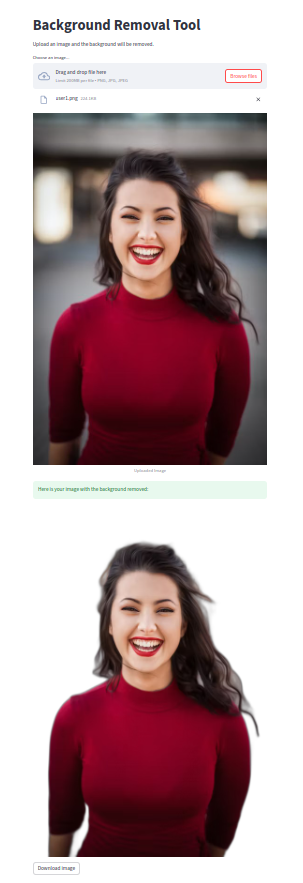 Background Removal Tool
Upload an image and the background will be removed.
Choose an image...
Drag and drop file here
Limit 200MB per file • PNG, JPG, JPEG
Browse files
user1.png
Uploaded Image
Here is your image with the background removed:
Download Image